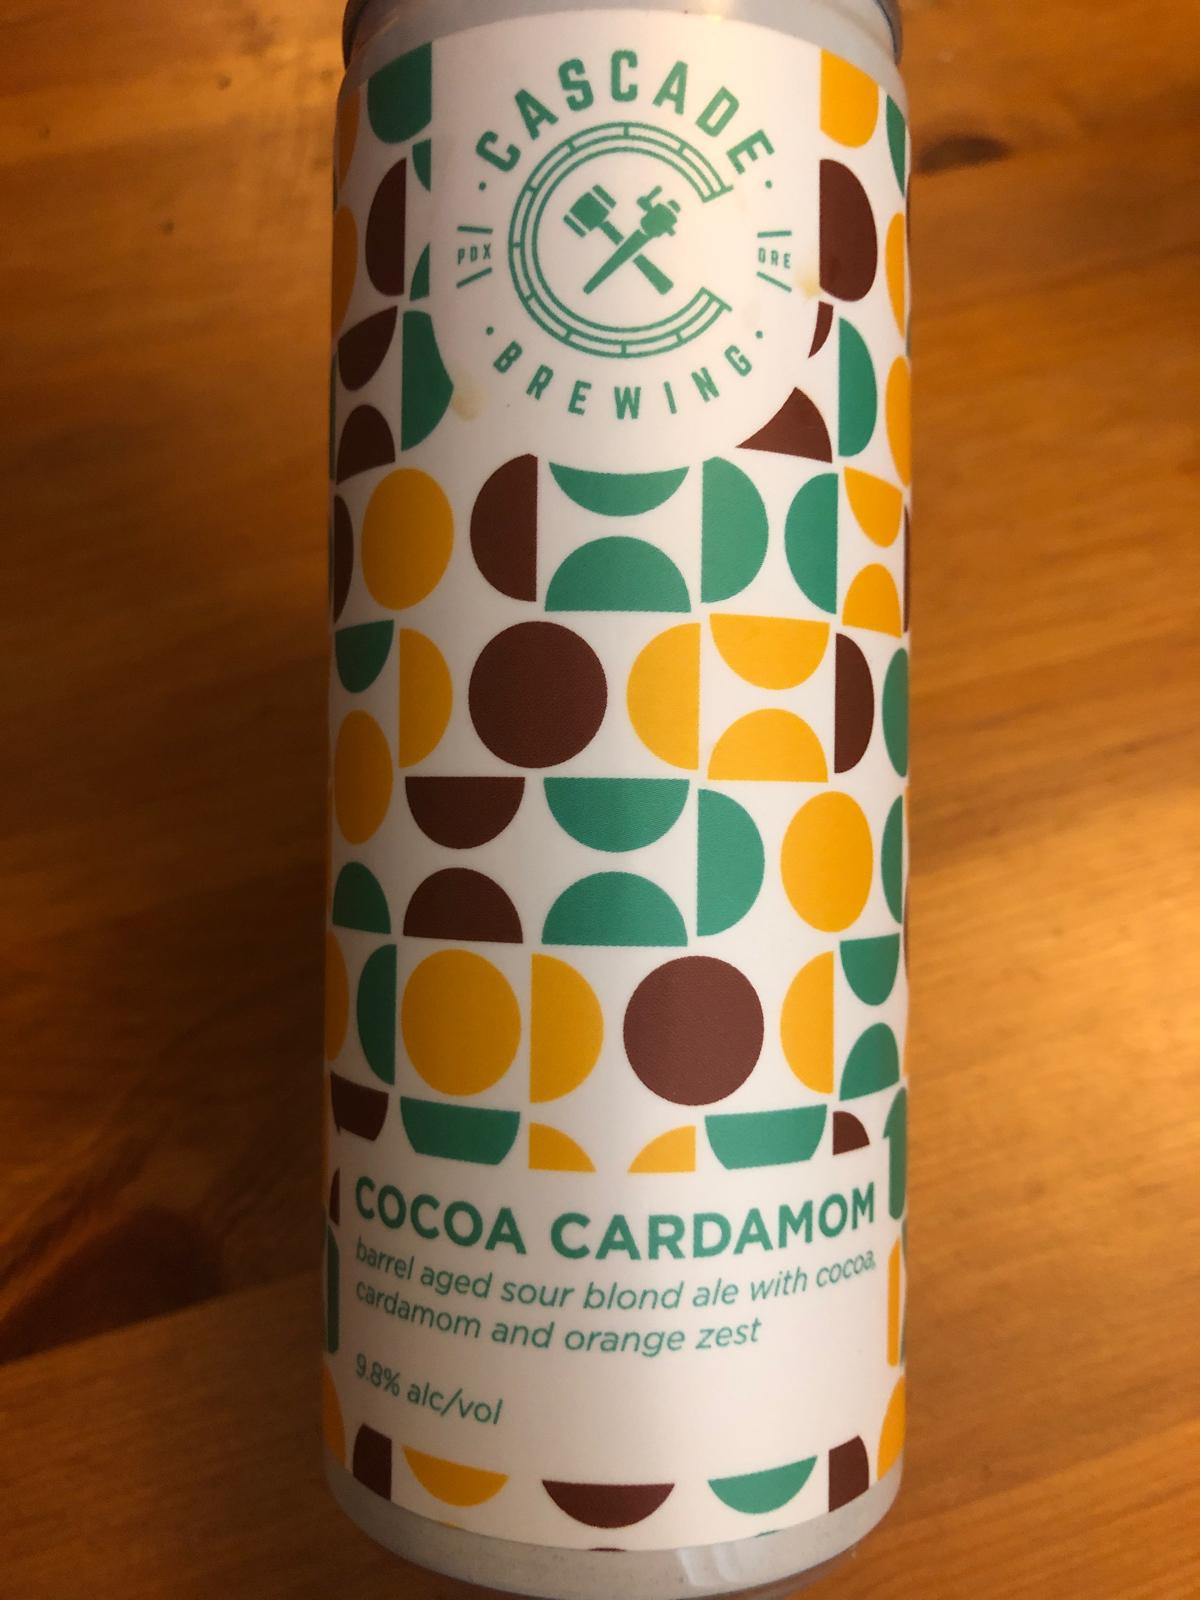 CASCADE
PDX
ORE
BREWING
COCOA CARDAMOM
barrel aged sour blond ale with cocoa,
cardamom and orange zest
9.8% alc/vol